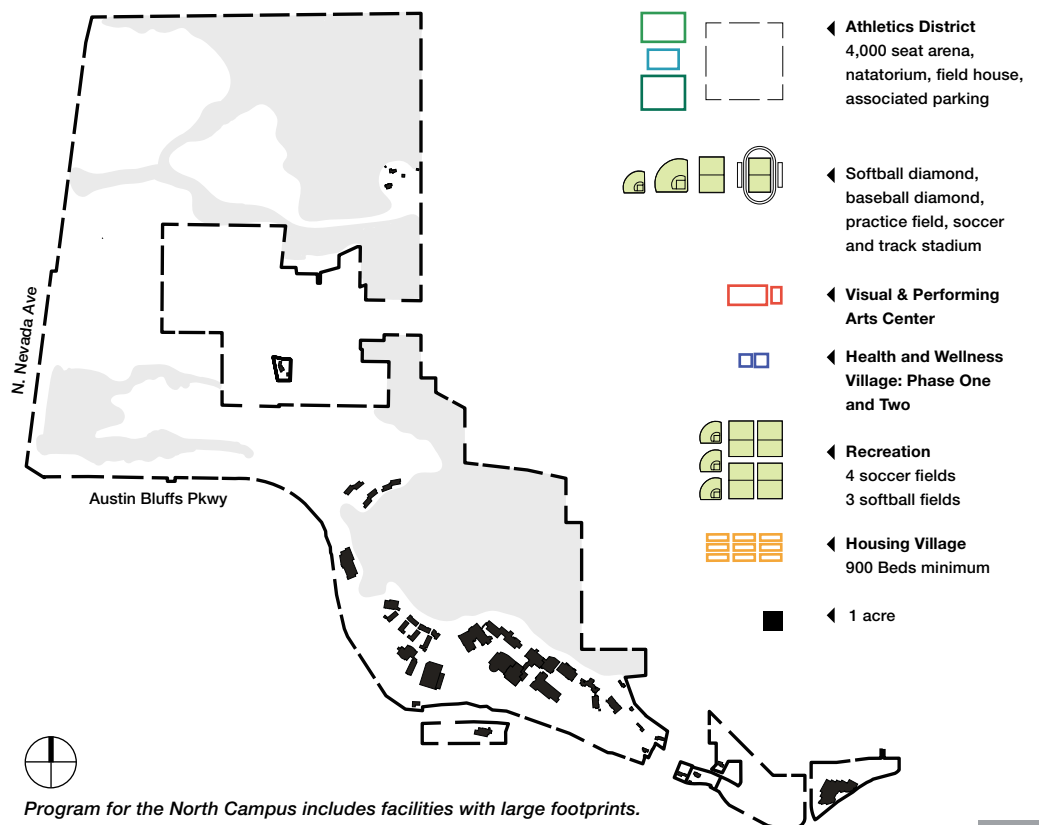 Athletics District
4,000 seat arena,
natatorium, field house,
associated parking
Softball diamond,
baseball diamond,
practice field, soccer
and track stadium
Visual & Performing
Arts Center
Health and Wellness
Village: Phase One
and Two
Recreation
4 soccer fields
3 softball fields
Housing Village
900 Beds minimum
1 acre
N. Nevada Ave
Austin Bluffs Pkwy
Program for the North Campus includes facilities with large footprints.